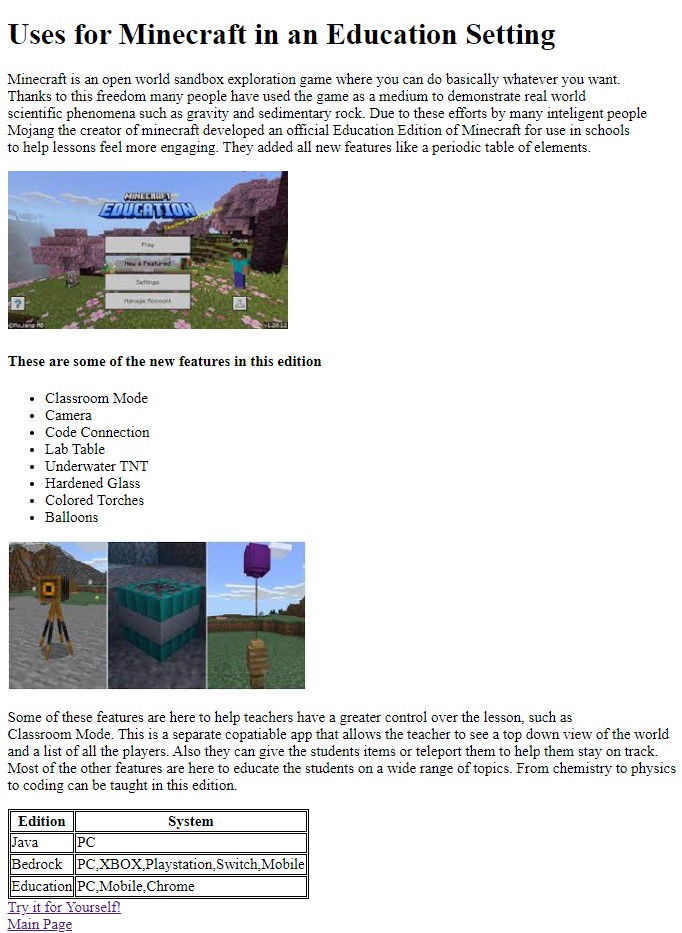 Uses for Minecraft in an Education Setting
Minecraft is an open world sandbox exploration game where you can do basically whatever you want.
Thanks to this freedom many people have used the game as a medium to demonstrate real world
scientific phenomena such as gravity and sedimentary rock. Due to these efforts by many inteligent people
Mojang the creator of minecraft developed an official Education Edition of Minecraft for use in schools
to help lessons feel more engaging. They added all new features like a periodic table of elements.
MINECRAFT
EDUCATION
Steve
Play
New & Featured
Settings
?
Manage Account
©Mojang AB
These are some of the new features in this edition
• Classroom Mode
• Camera
• Code Connection
• Lab Table
• Underwater TNT
• Hardened Glass
• Colored Torches
• Balloons
Some of these features are here to help teachers have a greater control over the lesson, such as
Classroom Mode. This is a separate copatiable app that allows the teacher to see a top down view of the world
and a list of all the players. Also they can give the students items or teleport them to help them stay on track.
Most of the other features are here to educate the students on a wide range of topics. From chemistry to physics
to coding can be taught in this edition.
Edition System
Java PC
Bedrock PC,XBOX,Playstation,Switch,Mobile
Education PC,Mobile,Chrome
Try it for Yourself!
Main Page